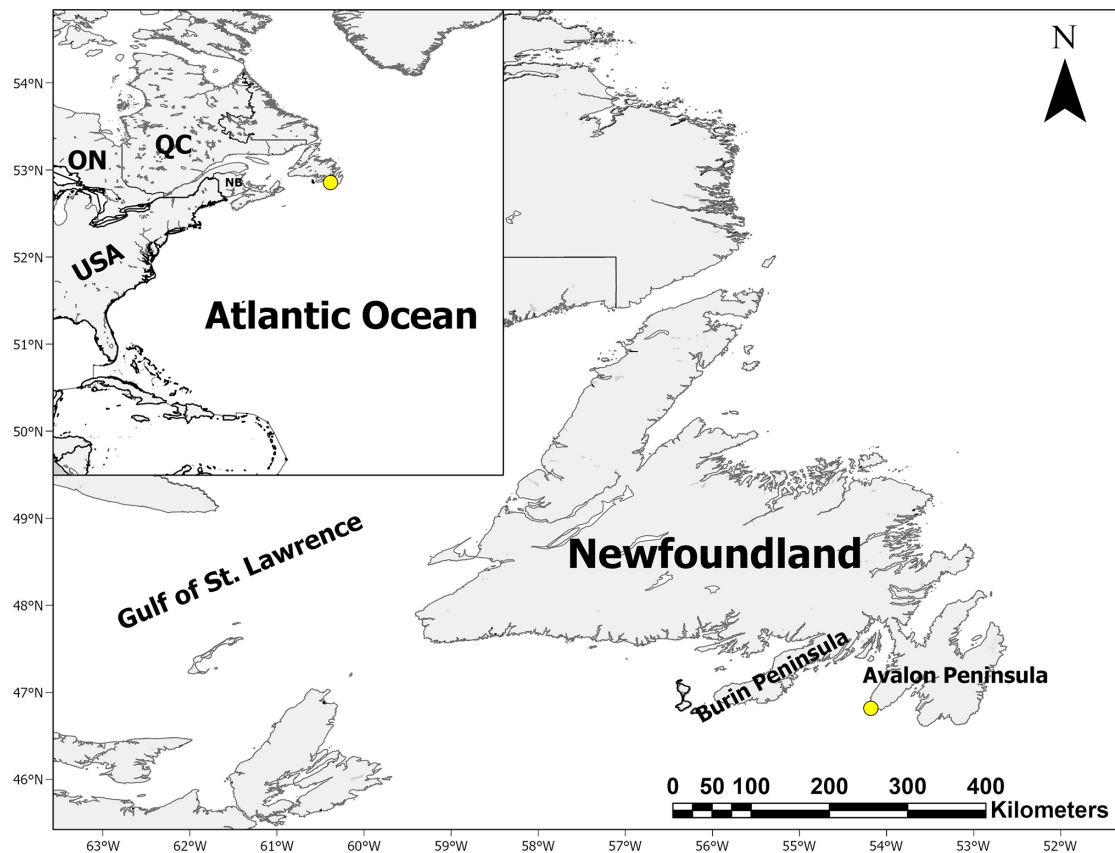 N
54°N
53°N
52°N
51°N
50°N
49°N
48°N
47°N
46°N
ON
QC
NB
USA
Atlantic Ocean
Newfoundland
Gulf of St. Lawrence
Burin Peninsula
Avalon Peninsula
0 50 100 200 300 400
Kilometers
63°W 62°W 61°W 60°W 59°W 58°W 57°W 56°W 55°W 54°W 53°W 52°W